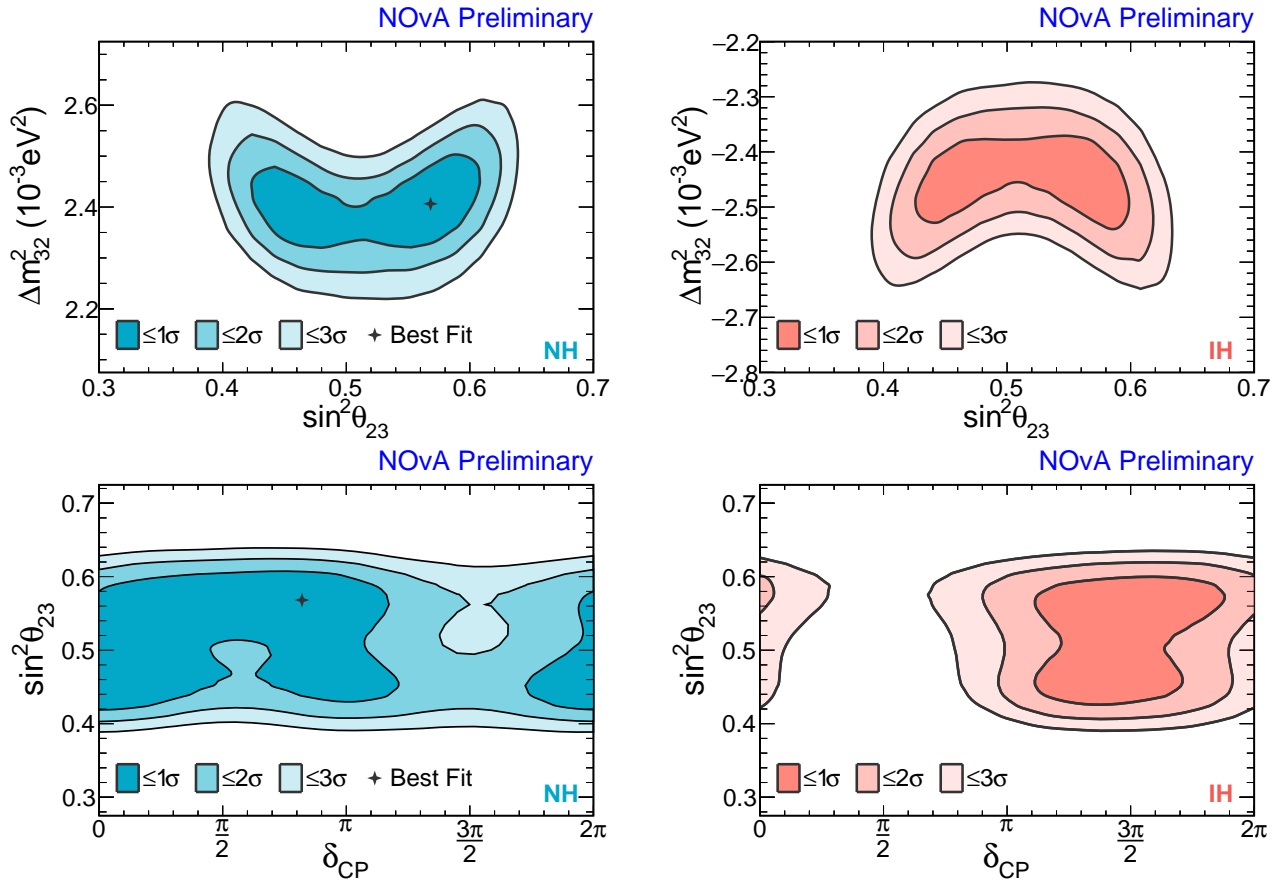 NOvA Preliminary
Δm²₃₂ (10⁻³eV²)
2.6
2.4
2.2
≤1σ ≤2σ ≤3σ Best Fit
NH
0.3 0.4 0.5 0.6 0.7
sin²θ₂₃
NOvA Preliminary
Δm²₃₂ (10⁻³eV²)
−2.2
−2.3
−2.4
−2.5
−2.6
−2.7
−2.8
≤1σ ≤2σ ≤3σ
IH
0.3 0.4 0.5 0.6 0.7
sin²θ₂₃
NOvA Preliminary
sin²θ₂₃
0.7
0.6
0.5
0.4
0.3
≤1σ ≤2σ ≤3σ Best Fit
NH
0 π/2 π 3π/2 2π
δCP
NOvA Preliminary
sin²θ₂₃
0.7
0.6
0.5
0.4
0.3
≤1σ ≤2σ ≤3σ
IH
0 π/2 π 3π/2 2π
δCP